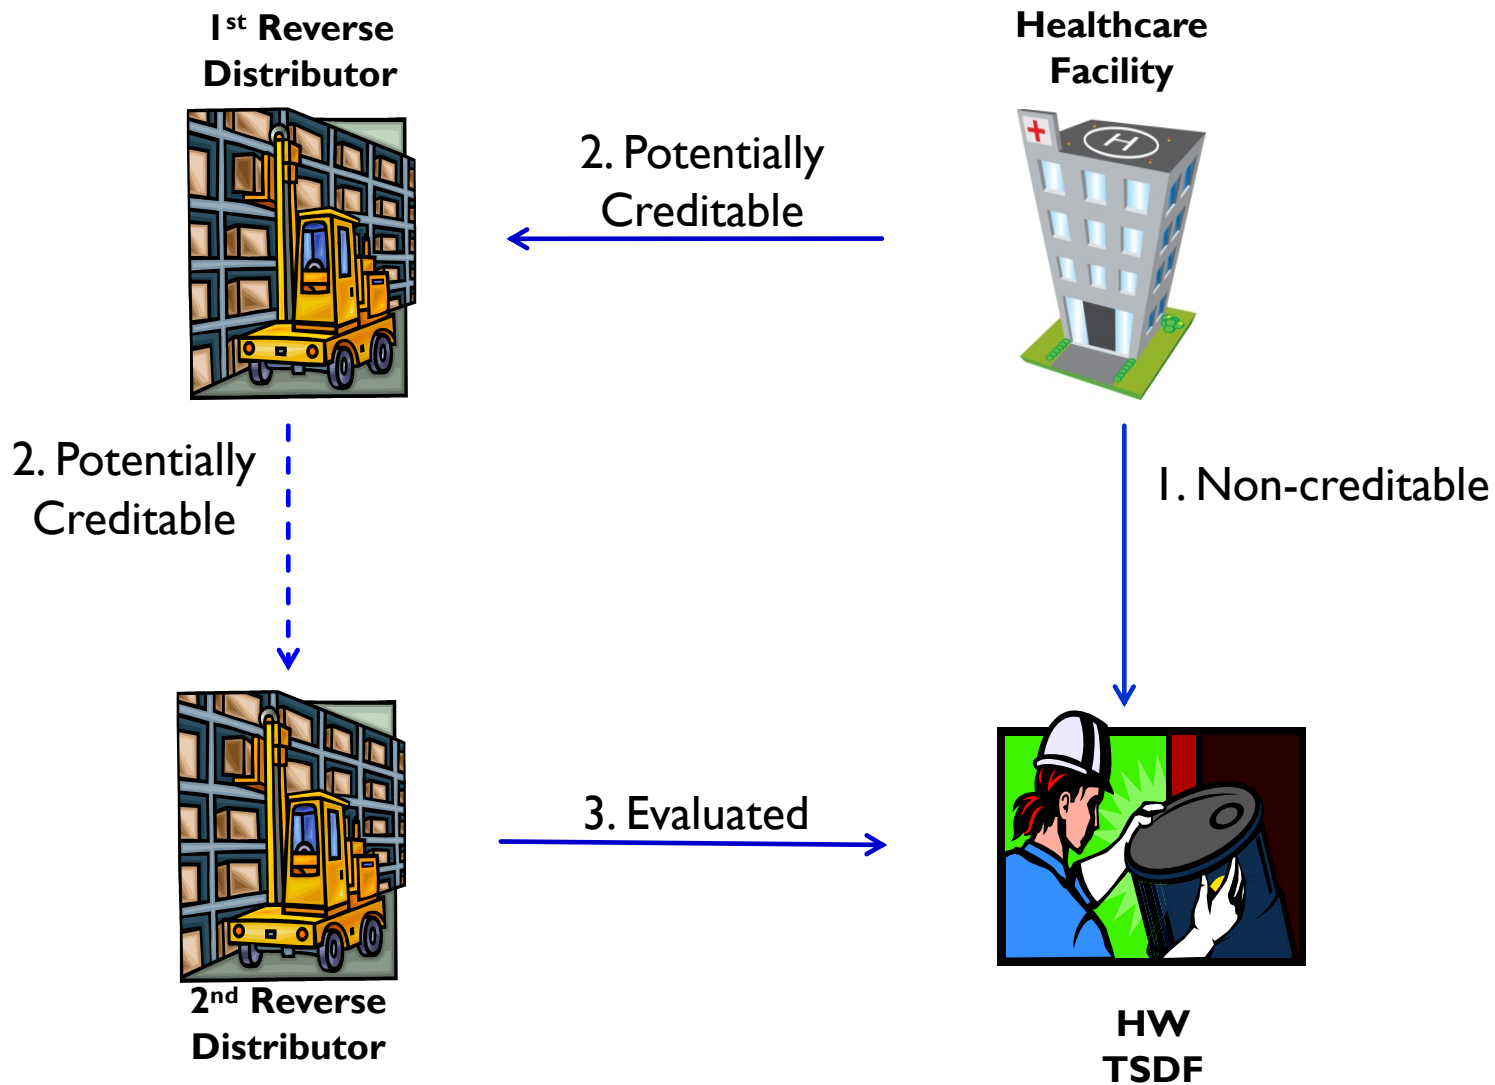 1st Reverse
Distributor
Healthcare
Facility
H
2. Potentially
Creditable
2. Potentially
Creditable
1. Non-creditable
3. Evaluated
2nd Reverse
Distributor
HW
TSDF